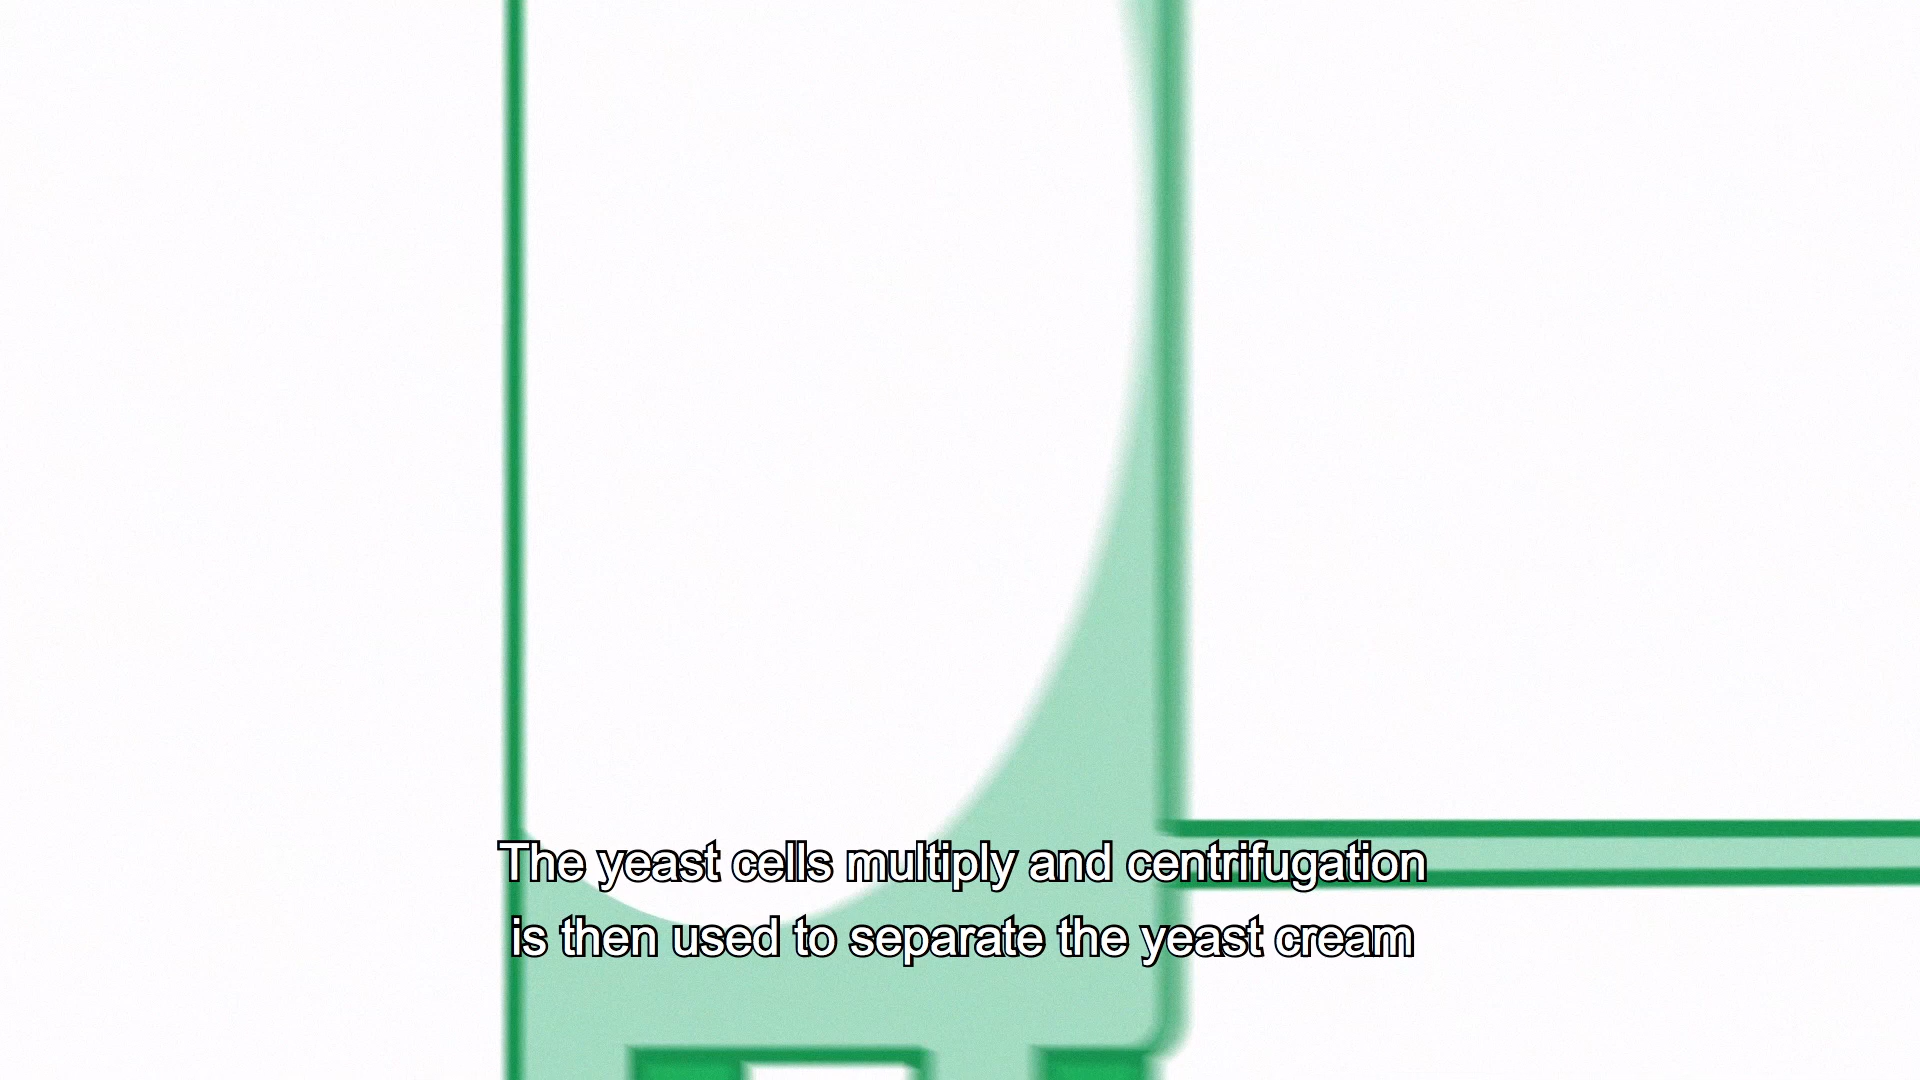 The yeast cells multiply and centrifugation
is then used to separate the yeast cream